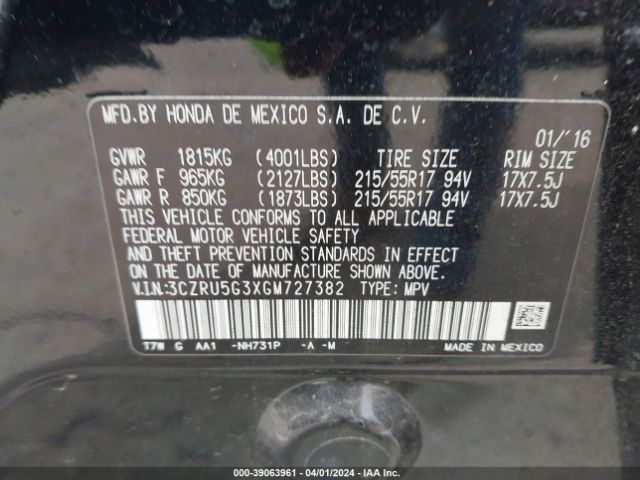 MFD.BY HONDA DE MEXICO S.A. DE C.V.
01/'16
GVWR 1815KG (4001LBS) TIRE SIZE RIM SIZE
GAWR F 965KG (2127LBS) 215/55R17 94V 17X7.5J
GAWR R 850KG (1873LBS) 215/55R17 94V 17X7.5J
THIS VEHICLE CONFORMS TO ALL APPLICABLE
FEDERAL MOTOR VEHICLE SAFETY
AND THEFT PREVENTION STANDARDS IN EFFECT
ON THE DATE OF MANUFACTURE SHOWN ABOVE.
V.I.N.:3CZRU5G3XGM727382 TYPE: MPV
T7W G AA1 -NH731P -A -M MADE IN MEXICO
000-39063961 - 04/01/2024 - IAA Inc.